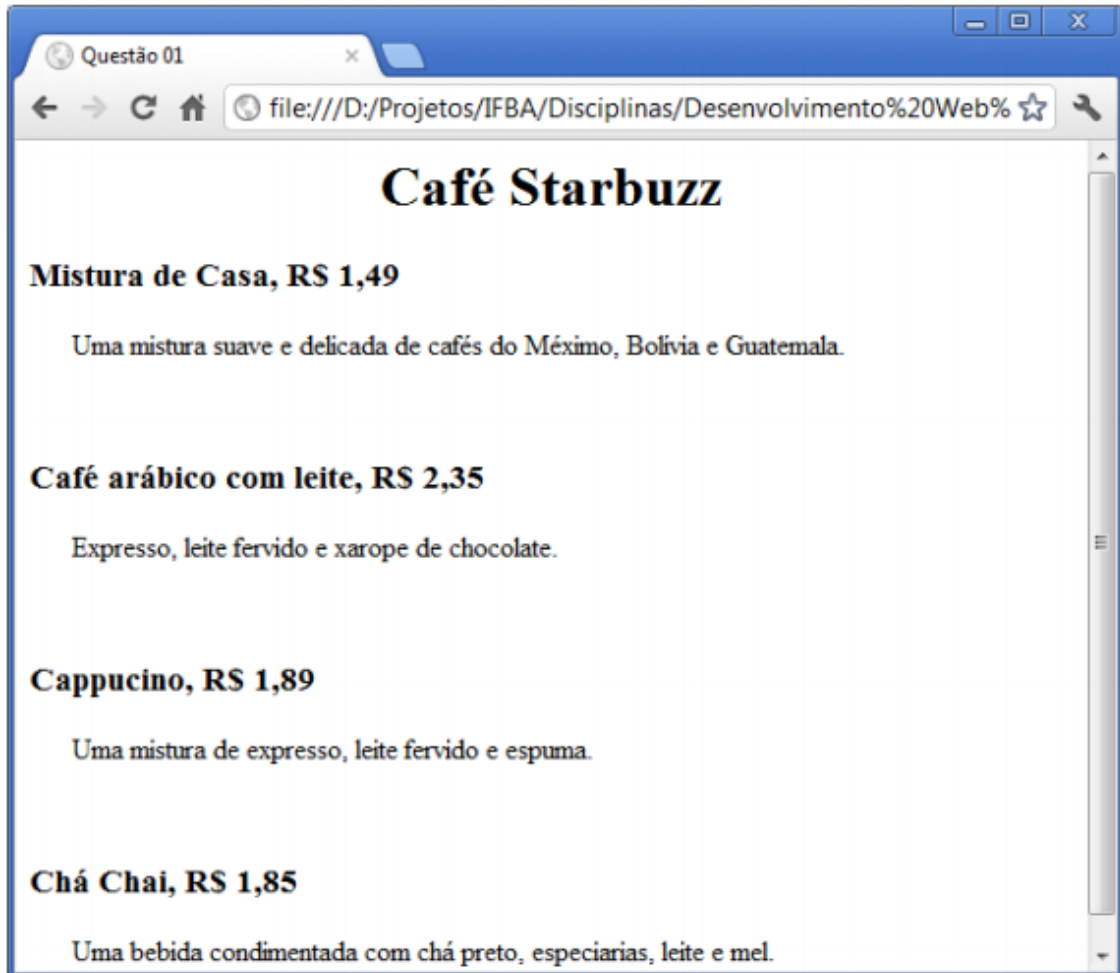 Questão 01
file:///D:/Projetos/IFBA/Disciplinas/Desenvolvimento%20Web%
Café Starbuzz
Mistura de Casa, R$ 1,49
Uma mistura suave e delicada de cafés do Méximo, Bolívia e Guatemala.
Café arábico com leite, R$ 2,35
Expresso, leite fervido e xarope de chocolate.
Cappucino, R$ 1,89
Uma mistura de expresso, leite fervido e espuma.
Chá Chai, R$ 1,85
Uma bebida condimentada com chá preto, especiarias, leite e mel.